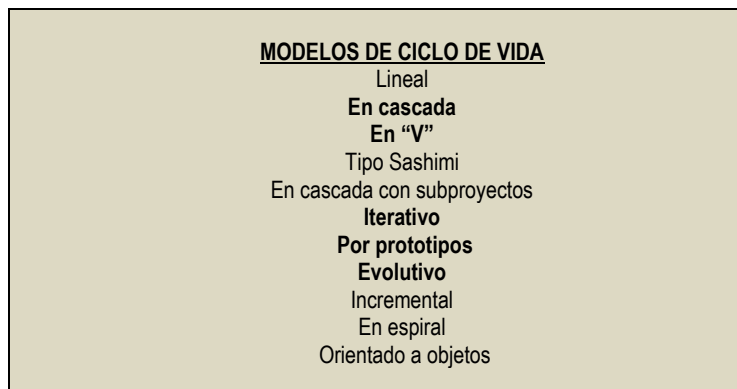 MODELOS DE CICLO DE VIDA
Lineal
En cascada
En “V”
Tipo Sashimi
En cascada con subproyectos
Iterativo
Por prototipos
Evolutivo
Incremental
En espiral
Orientado a objetos